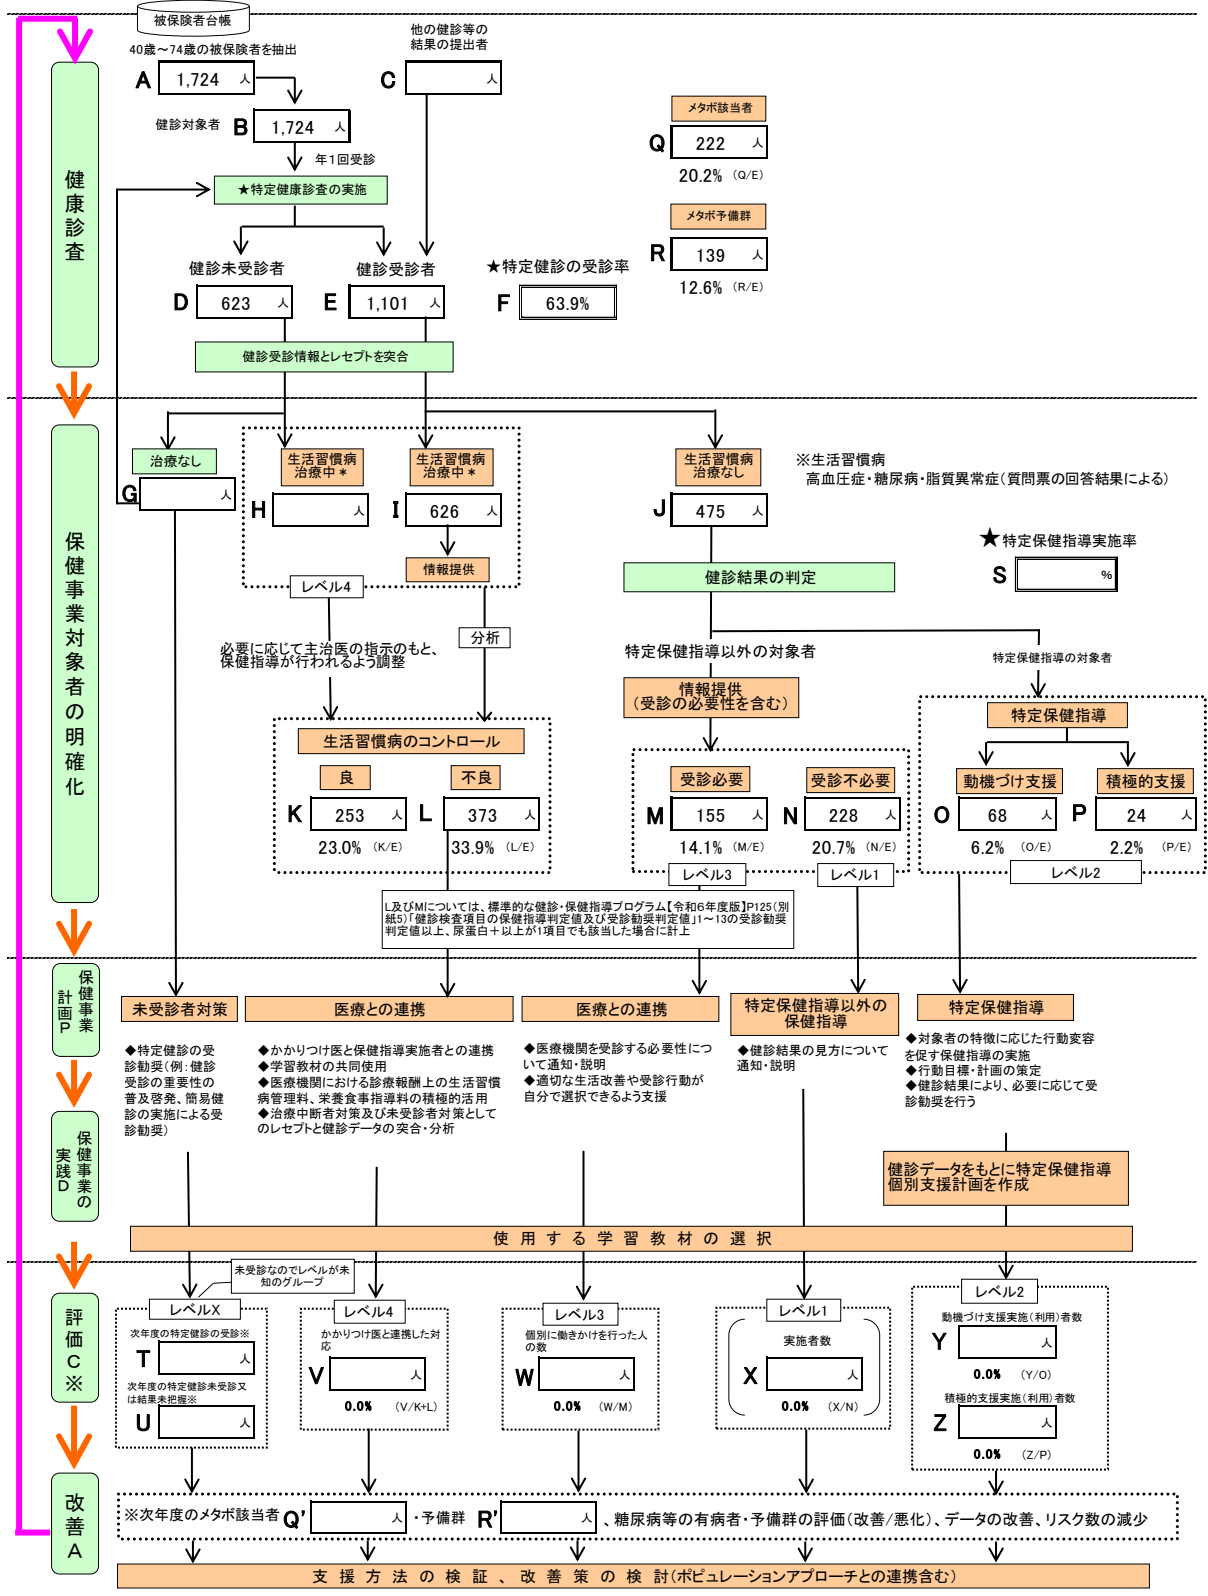 被保険者台帳
40歳～74歳の被保険者を抽出
A 1,724 人
他の健診等の
結果の提出者
C 人
健診対象者 B 1,724 人
年1回受診
★特定健康診査の実施
メタボ該当者
Q 222 人
20.2% (Q/E)
メタボ予備群
R 139 人
12.6% (R/E)
健康診査
健診未受診者
D 623 人
健診受診者
E 1,101 人
★特定健診の受診率
F 63.9%
健診受診情報とレセプトを突合
保健事業対象者の明確化
治療なし
G 人
生活習慣病
治療中＊
H 人
生活習慣病
治療中＊
I 626 人
情報提供
レベル4
生活習慣病
治療なし
J 475 人
※生活習慣病
高血圧症・糖尿病・脂質異常症(質問票の回答結果による)
★特定保健指導実施率
S %
健診結果の判定
必要に応じて主治医の指示のもと、
保健指導が行われるよう調整
分析
特定保健指導以外の対象者
特定保健指導の対象者
情報提供
(受診の必要性を含む)
特定保健指導
生活習慣病のコントロール
良
K 253 人
23.0% (K/E)
不良
L 373 人
33.9% (L/E)
受診必要
M 155 人
14.1% (M/E)
レベル3
受診不必要
N 228 人
20.7% (N/E)
レベル1
動機づけ支援
O 68 人
6.2% (O/E)
積極的支援
P 24 人
2.2% (P/E)
レベル2
L及びMについては、標準的な健診・保健指導プログラム【令和6年度版】P125(別
紙5)「健診検査項目の保健指導判定値及び受診勧奨判定値」1～13の受診勧奨
判定値以上、尿蛋白＋以上が1項目でも該当した場合に計上
保健事業
計画P
未受診者対策
◆特定健診の受
診勧奨(例:健診
受診の重要性の
普及啓発、簡易健
診の実施による受
診勧奨)
医療との連携
◆かかりつけ医と保健指導実施者との連携
◆学習教材の共同使用
◆医療機関における診療報酬上の生活習慣
病管理料、栄養食事指導料の積極的活用
◆治療中断者対策及び未受診者対策として
のレセプトと健診データの突合・分析
医療との連携
◆医療機関を受診する必要性につ
いて通知・説明
◆適切な生活改善や受診行動が
自分で選択できるよう支援
特定保健指導以外の
保健指導
◆健診結果の見方について
通知・説明
特定保健指導
◆対象者の特徴に応じた行動変容
を促す保健指導の実施
◆行動目標・計画の策定
◆健診結果により、必要に応じて受
診勧奨を行う
保健事業の
実践D
健診データをもとに特定保健指導
個別支援計画を作成
使用する学習教材の選択
評価C※
未受診なのでレベルが未
知のグループ
レベルX
次年度の特定健診の受診※
T 人
次年度の特定健診未受診又
は結果未把握※
U 人
レベル4
かかりつけ医と連携した対
応
V 人
0.0% (V/K+L)
レベル3
個別に働きかけを行った人
の数
W 人
0.0% (W/M)
レベル1
実施者数
X 人
0.0% (X/N)
レベル2
動機づけ支援実施(利用)者数
Y 人
0.0% (Y/O)
積極的支援実施(利用)者数
Z 人
0.0% (Z/P)
改善A
※次年度のメタボ該当者 Q' 人 ・予備群 R' 人 、糖尿病等の有病者・予備群の評価(改善/悪化)、データの改善、リスク数の減少
支援方法の検証、改善策の検討(ポピュレーションアプローチとの連携含む)